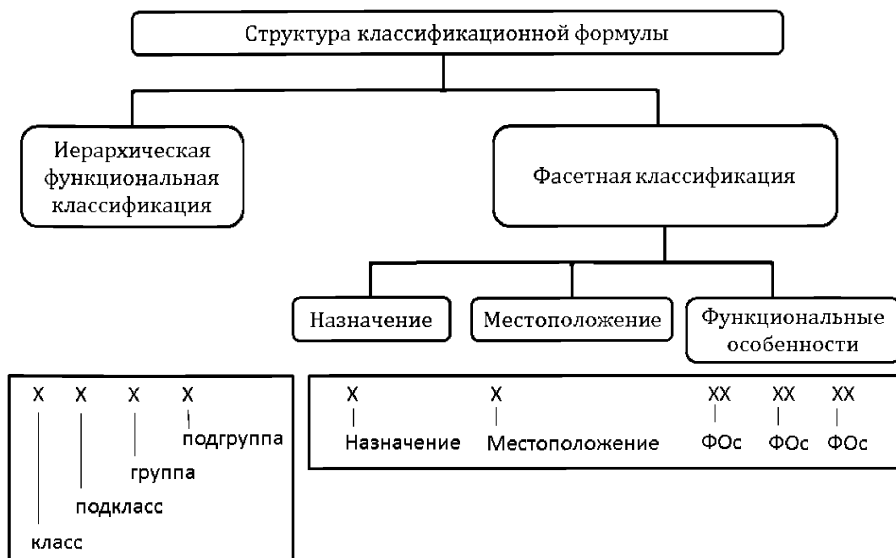 Структура классификационной формулы
Иерархическая
функциональная
классификация
Фасетная классификация
Назначение
Местоположение
Функциональные
особенности
X X X X
подгруппа
группа
подкласс
класс
X X XX XX XX
Назначение Местоположение ФОс ФОс ФОс